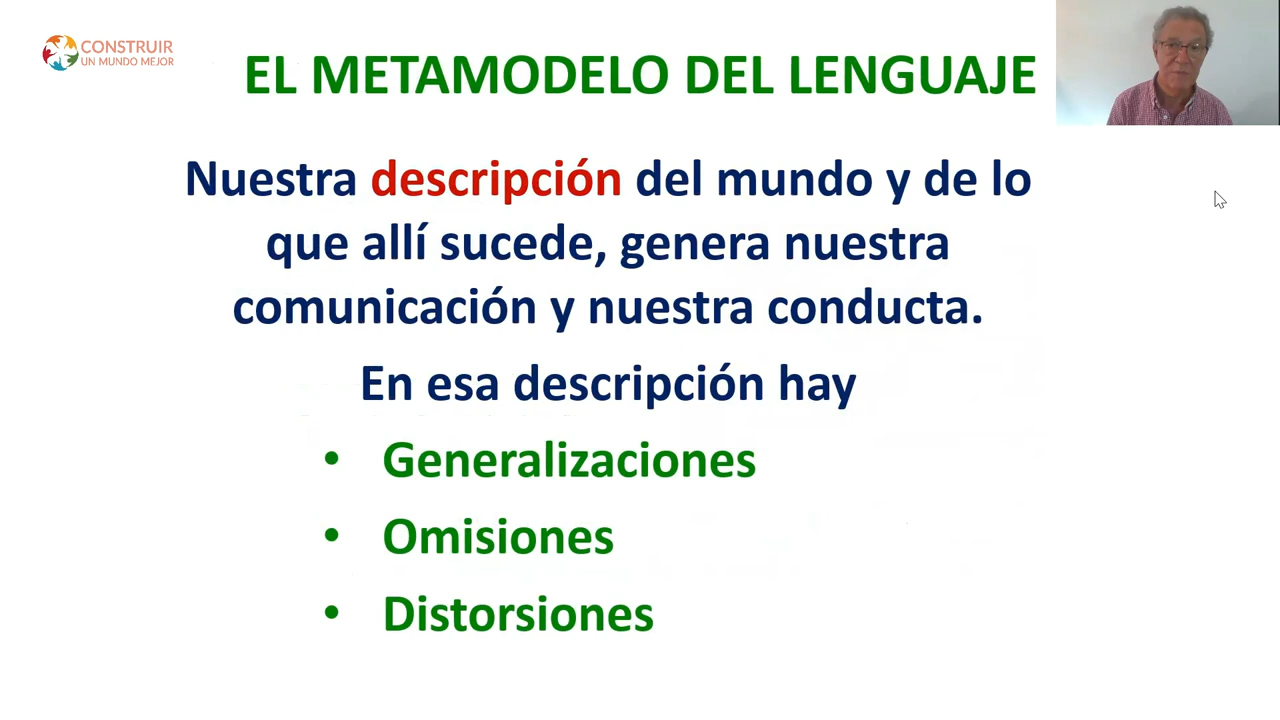 CONSTRUIR
UN MUNDO MEJOR
EL METAMODELO DEL LENGUAJE
Nuestra descripción del mundo y de lo
que allí sucede, genera nuestra
comunicación y nuestra conducta.
En esa descripción hay
• Generalizaciones
• Omisiones
• Distorsiones